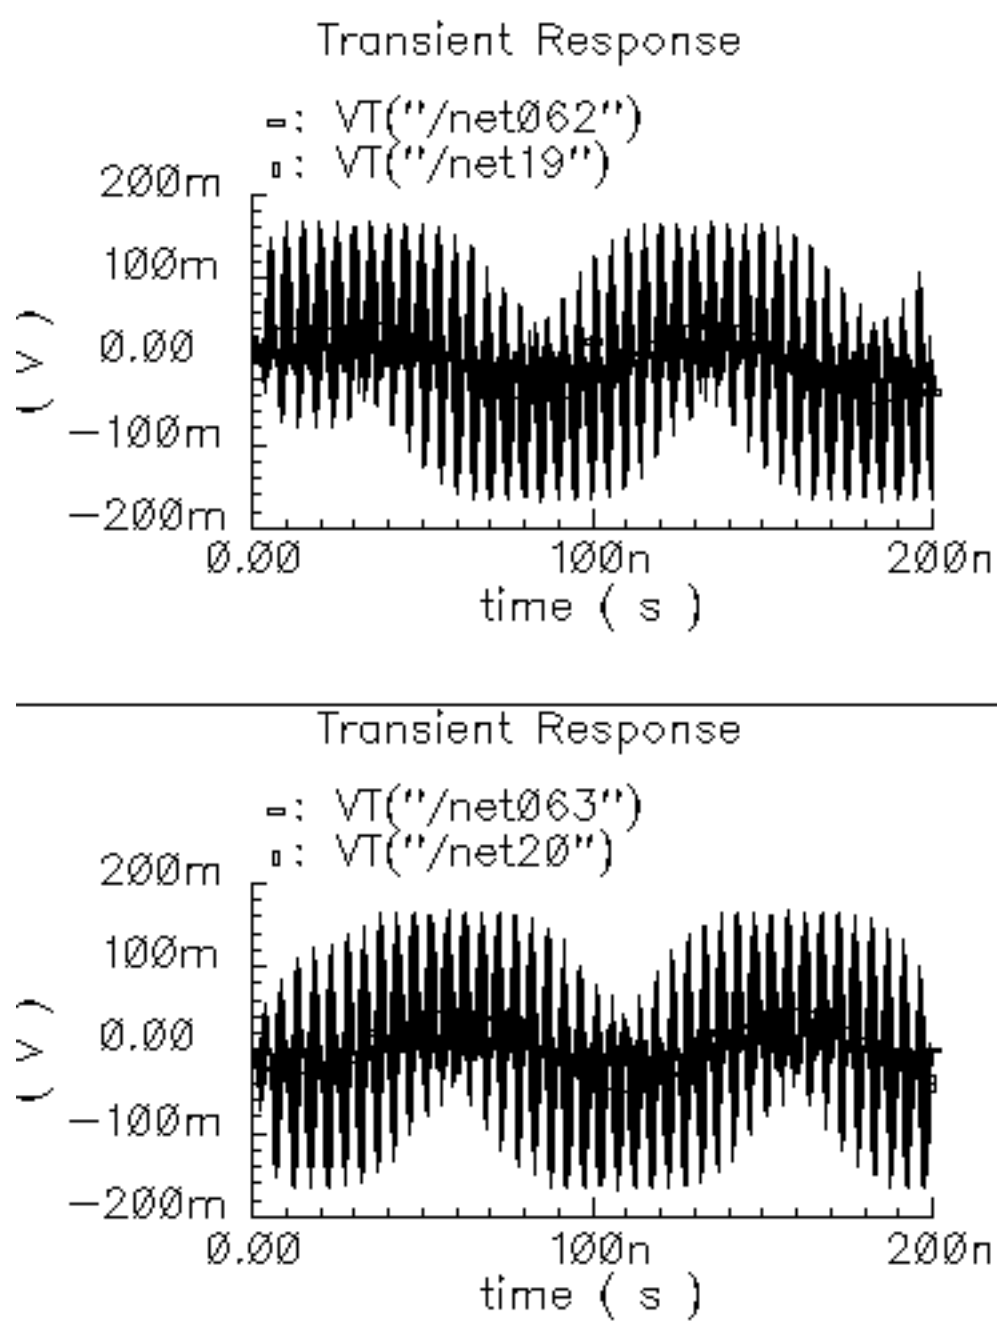 Transient Response
-: VT("/net062")
▯: VT("/net19")
200m
100m
0.00
-100m
-200m
( V )
0.00 100n 200n
time ( s )
Transient Response
-: VT("/net063")
▯: VT("/net20")
200m
100m
0.00
-100m
-200m
( V )
0.00 100n 200n
time ( s )